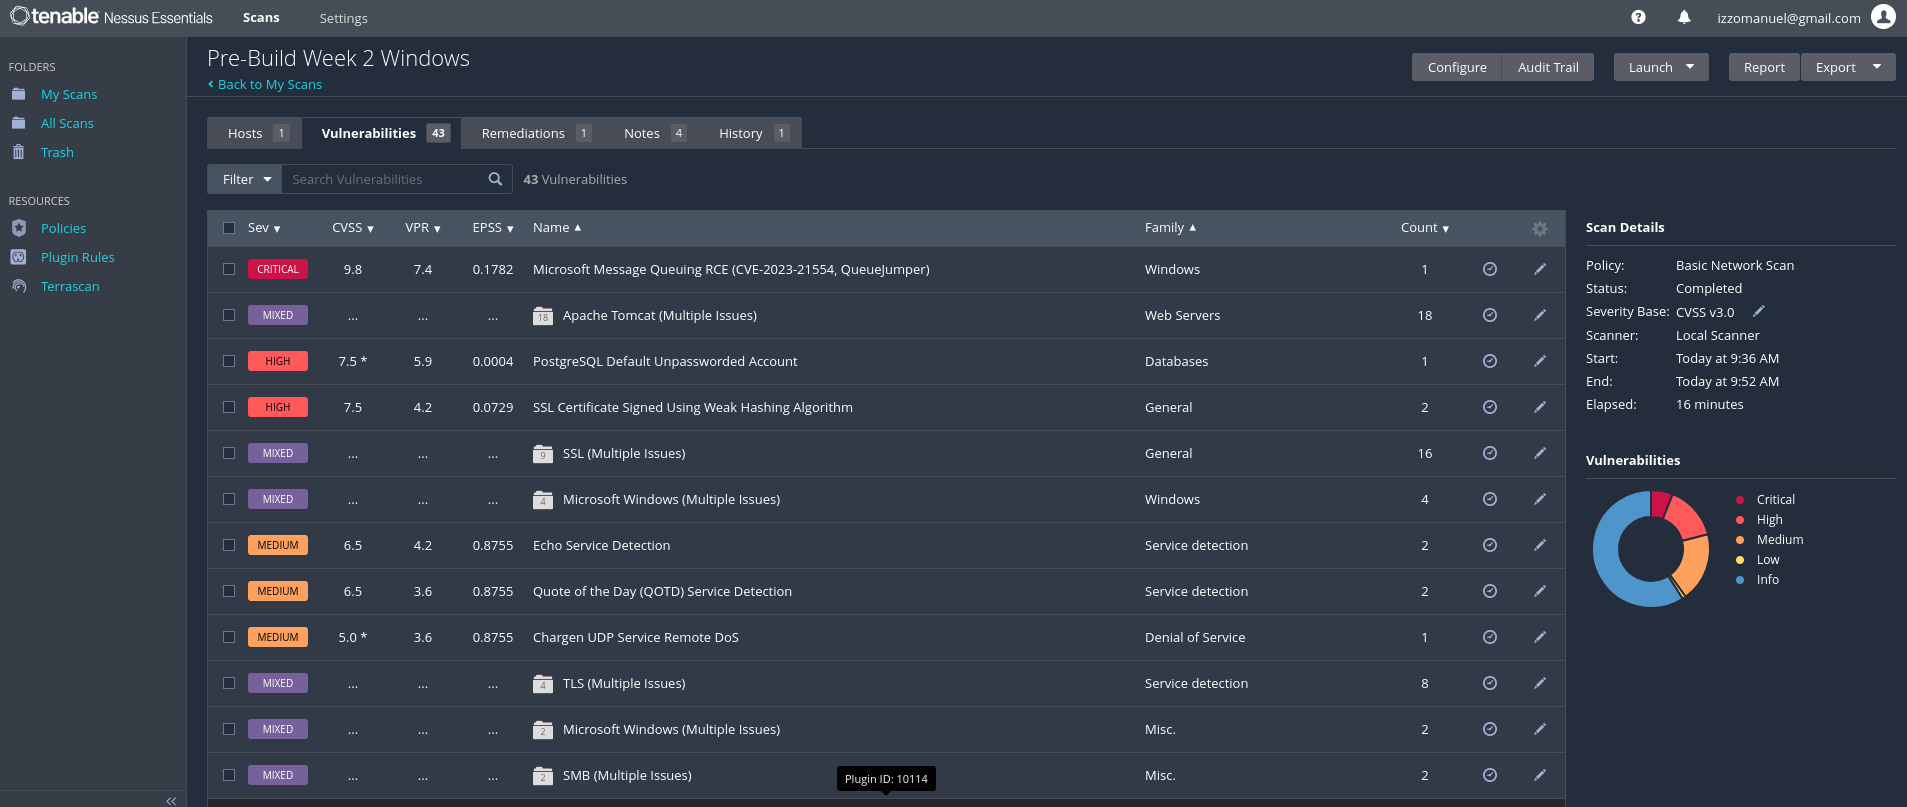 tenable Nessus Essentials Scans Settings izzomanuel@gmail.com
FOLDERS
My Scans
All Scans
Trash
RESOURCES
Policies
Plugin Rules
Terrascan
Pre-Build Week 2 Windows
Back to My Scans
Configure Audit Trail Launch Report Export
Hosts 1 Vulnerabilities 43 Remediations 1 Notes 4 History 1
Filter Search Vulnerabilities 43 Vulnerabilities
Sev CVSS VPR EPSS Name Family Count
CRITICAL 9.8 7.4 0.1782 Microsoft Message Queuing RCE (CVE-2023-21554, QueueJumper) Windows 1
MIXED ... ... ... 18 Apache Tomcat (Multiple Issues) Web Servers 18
HIGH 7.5 * 5.9 0.0004 PostgreSQL Default Unpassworded Account Databases 1
HIGH 7.5 4.2 0.0729 SSL Certificate Signed Using Weak Hashing Algorithm General 2
MIXED ... ... ... 9 SSL (Multiple Issues) General 16
MIXED ... ... ... 4 Microsoft Windows (Multiple Issues) Windows 4
MEDIUM 6.5 4.2 0.8755 Echo Service Detection Service detection 2
MEDIUM 6.5 3.6 0.8755 Quote of the Day (QOTD) Service Detection Service detection 2
MEDIUM 5.0 * 3.6 0.8755 Chargen UDP Service Remote DoS Denial of Service 1
MIXED ... ... ... 4 TLS (Multiple Issues) Service detection 8
MIXED ... ... ... 2 Microsoft Windows (Multiple Issues) Misc. 2
MIXED ... ... ... 2 SMB (Multiple Issues) Misc. 2
Plugin ID: 10114
Scan Details
Policy: Basic Network Scan
Status: Completed
Severity Base: CVSS v3.0
Scanner: Local Scanner
Start: Today at 9:36 AM
End: Today at 9:52 AM
Elapsed: 16 minutes
Vulnerabilities
Critical
High
Medium
Low
Info